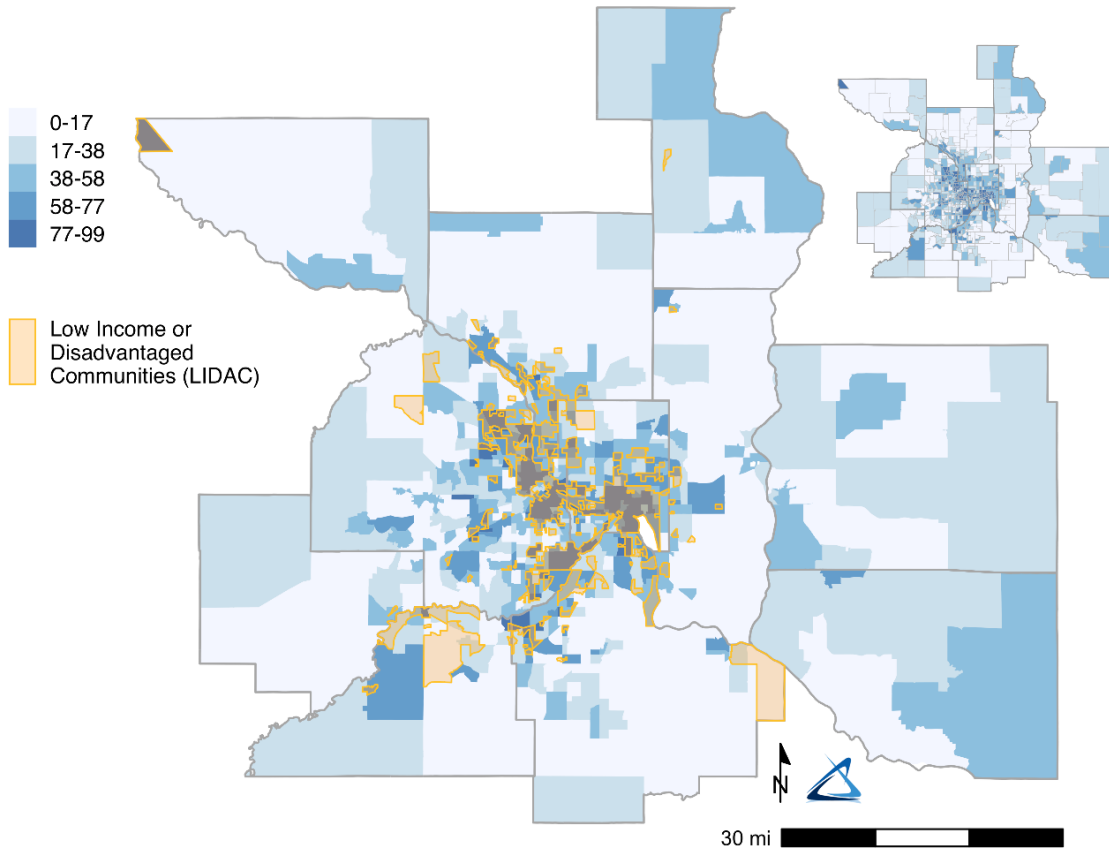 0-17
17-38
38-58
58-77
77-99
Low Income or
Disadvantaged
Communities (LIDAC)
N
30 mi